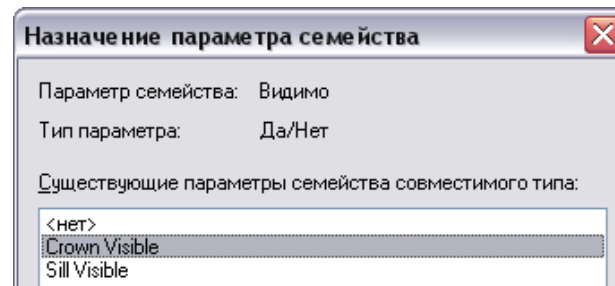 Назначение параметра семейства
Параметр семейства: Видимо
Тип параметра: Да/Нет
Существующие параметры семейства совместимого типа:
<нет>
Crown Visible
Sill Visible